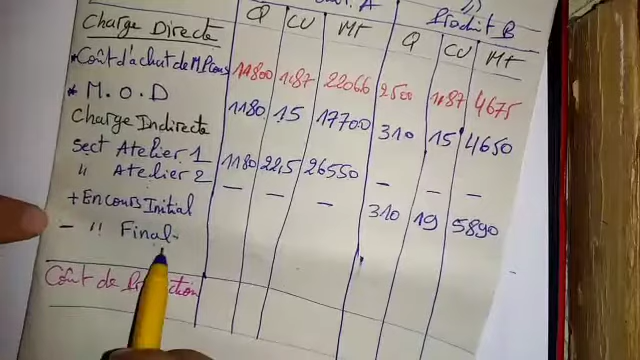 A Produit B
Charge Directe Q CU Mt Q CU Mt
* Coût d'achat de MP Cons 11800 1.87 22066 2500 1.87 4675
* M.O.D 1180 15 17700 310 15 4650
Charge Indirecte
Sect Atelier 1 1180 22,5 26550 - - -
" Atelier 2 - - - 310 19 5890
+ Encours Initial
- " Final
Coût de